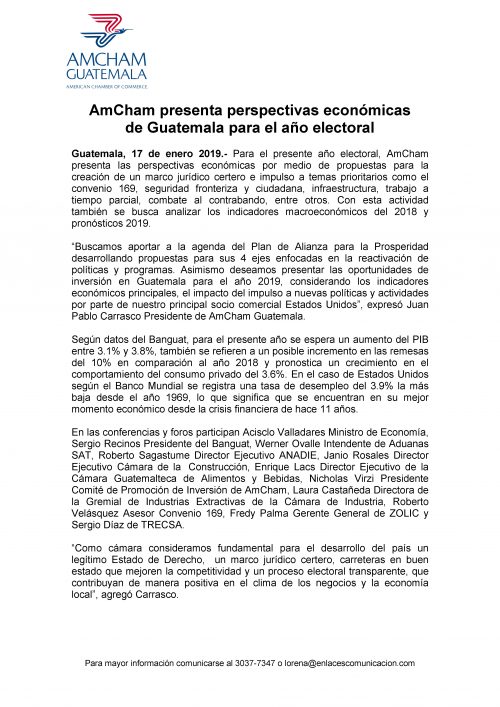 AMCHAM
GUATEMALA
AMERICAN CHAMBER OF COMMERCE
AmCham presenta perspectivas económicas
de Guatemala para el año electoral
Guatemala, 17 de enero 2019.- Para el presente año electoral, AmCham
presenta las perspectivas económicas por medio de propuestas para la
creación de un marco jurídico certero e impulso a temas prioritarios como el
convenio 169, seguridad fronteriza y ciudadana, infraestructura, trabajo a
tiempo parcial, combate al contrabando, entre otros. Con esta actividad
también se busca analizar los indicadores macroeconómicos del 2018 y
pronósticos 2019.
“Buscamos aportar a la agenda del Plan de Alianza para la Prosperidad
desarrollando propuestas para sus 4 ejes enfocadas en la reactivación de
políticas y programas. Asimismo deseamos presentar las oportunidades de
inversión en Guatemala para el año 2019, considerando los indicadores
económicos principales, el impacto del impulso a nuevas políticas y actividades
por parte de nuestro principal socio comercial Estados Unidos”, expresó Juan
Pablo Carrasco Presidente de AmCham Guatemala.
Según datos del Banguat, para el presente año se espera un aumento del PIB
entre 3.1% y 3.8%, también se refieren a un posible incremento en las remesas
del 10% en comparación al año 2018 y pronostica un crecimiento en el
comportamiento del consumo privado del 3.6%. En el caso de Estados Unidos
según el Banco Mundial se registra una tasa de desempleo del 3.9% la más
baja desde el año 1969, lo que significa que se encuentran en su mejor
momento económico desde la crisis financiera de hace 11 años.
En las conferencias y foros participan Acisclo Valladares Ministro de Economía,
Sergio Recinos Presidente del Banguat, Werner Ovalle Intendente de Aduanas
SAT, Roberto Sagastume Director Ejecutivo ANADIE, Janio Rosales Director
Ejecutivo Cámara de la Construcción, Enrique Lacs Director Ejecutivo de la
Cámara Guatemalteca de Alimentos y Bebidas, Nicholas Virzi Presidente
Comité de Promoción de Inversión de AmCham, Laura Castañeda Directora de
la Gremial de Industrias Extractivas de la Cámara de Industria, Roberto
Velásquez Asesor Convenio 169, Fredy Palma Gerente General de ZOLIC y
Sergio Díaz de TRECSA.
“Como cámara consideramos fundamental para el desarrollo del país un
legítimo Estado de Derecho, un marco jurídico certero, carreteras en buen
estado que mejoren la competitividad y un proceso electoral transparente, que
contribuyan de manera positiva en el clima de los negocios y la economía
local”, agregó Carrasco.
Para mayor información comunicarse al 3037-7347 o lorena@enlacescomunicacion.com